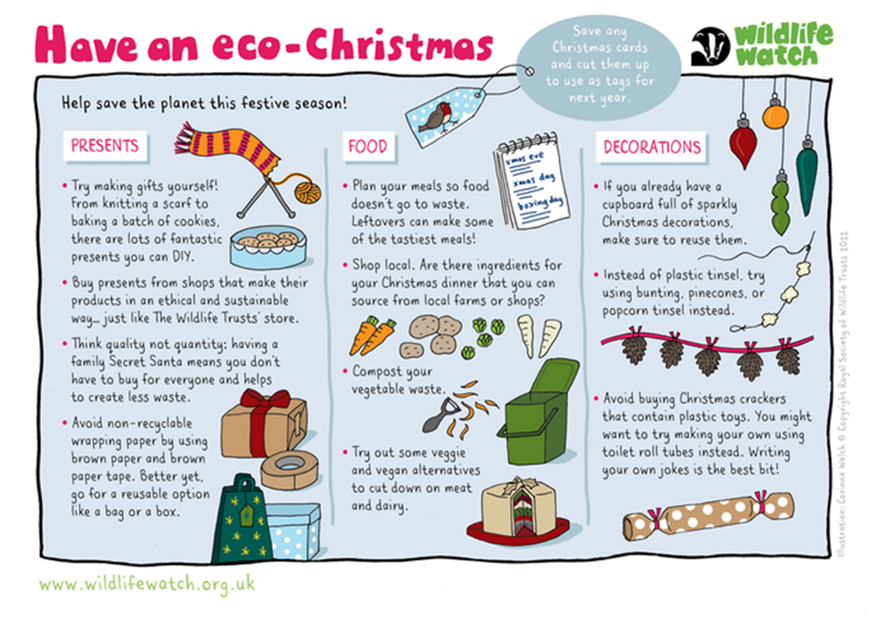 Have an eco-Christmas
Save any
Christmas cards
and cut them up
to use as tags for
next year.
Wildlife
Watch
Help save the planet this festive season!
PRESENTS
• Try making gifts yourself!
From knitting a scarf to
baking a batch of cookies,
there are lots of fantastic
presents you can DIY.
• Buy presents from shops that make their
products in an ethical and sustainable
way... just like The Wildlife Trusts' store.
• Think quality not quantity: having a
family Secret Santa means you don't
have to buy for everyone and helps
to create less waste.
• Avoid non-recyclable
wrapping paper by using
brown paper and brown
paper tape. Better yet,
go for a reusable option
like a bag or a box.
FOOD
xmas eve
xmas day
boxing day
• Plan your meals so food
doesn't go to waste.
Leftovers can make some
of the tastiest meals!
• Shop local. Are there ingredients for
your Christmas dinner that you can
source from local farms or shops?
• Compost your
vegetable waste.
• Try out some veggie
and vegan alternatives
to cut down on meat
and dairy.
DECORATIONS
• If you already have a
cupboard full of sparkly
Christmas decorations,
make sure to reuse them.
• Instead of plastic tinsel, try
using bunting, pinecones, or
popcorn tinsel instead.
• Avoid buying Christmas crackers
that contain plastic toys. You might
want to try making your own using
toilet roll tubes instead. Writing
your own jokes is the best bit!
Illustration: Corinne Welch © Copyright Royal Society of Wildlife Trusts 2022
www.wildlifewatch.org.uk